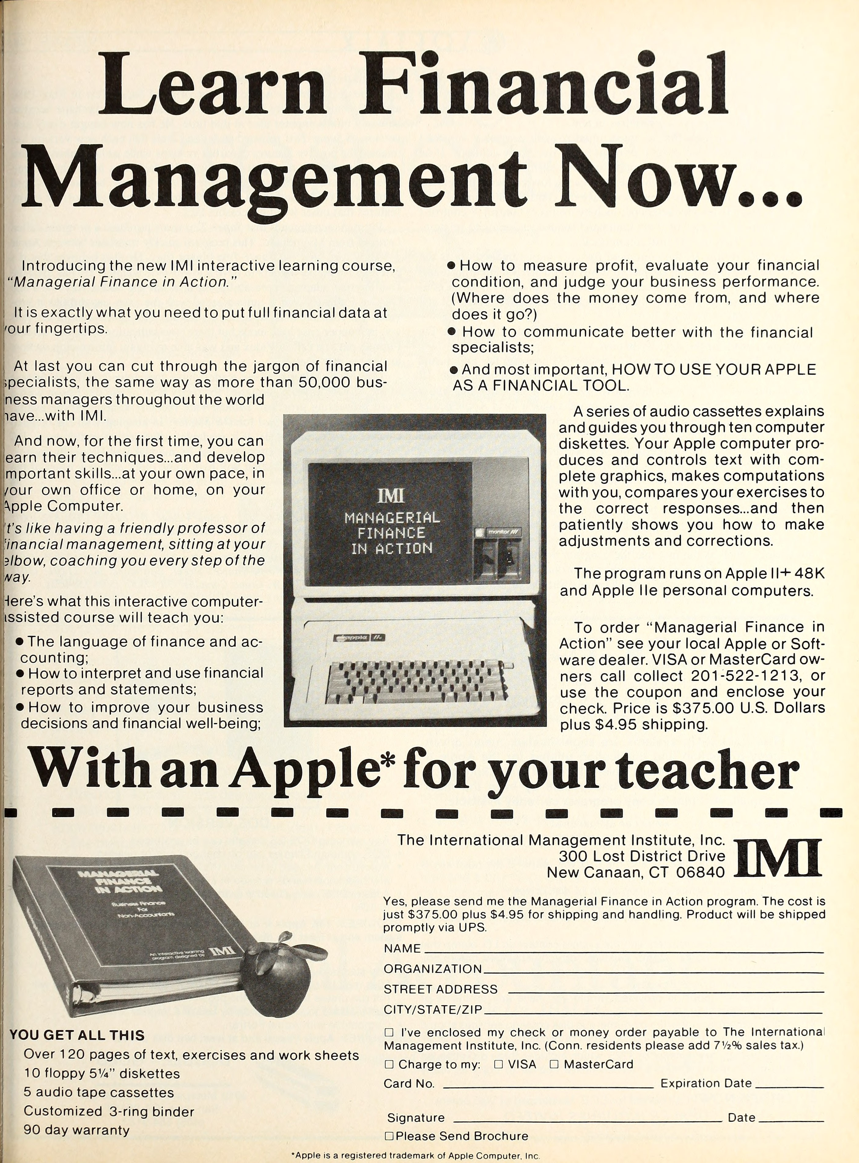 Learn Financial
Management Now...
Introducing the new IMI interactive learning course,
"Managerial Finance in Action."
It is exactly what you need to put full financial data at
our fingertips.
At last you can cut through the jargon of financial
pecialists, the same way as more than 50,000 bus-
ness managers throughout the world
ave...with IMI.
And now, for the first time, you can
earn their techniques...and develop
mportant skills...at your own pace, in
your own office or home, on your
Apple Computer.
t's like having a friendly professor of
financial management, sitting at your
elbow, coaching you every step of the
way.
Here's what this interactive computer-
assisted course will teach you:
● The language of finance and ac-
counting;
● How to interpret and use financial
reports and statements;
● How to improve your business
decisions and financial well-being;
● How to measure profit, evaluate your financial
condition, and judge your business performance.
(Where does the money come from, and where
does it go?)
● How to communicate better with the financial
specialists;
● And most important, HOW TO USE YOUR APPLE
AS A FINANCIAL TOOL.
IMI
MANAGERIAL
FINANCE
IN ACTION
monitor III
apple //e
A series of audio cassettes explains
and guides you through ten computer
diskettes. Your Apple computer pro-
duces and controls text with com-
plete graphics, makes computations
with you, compares your exercises to
the correct responses...and then
patiently shows you how to make
adjustments and corrections.
The program runs on Apple II+ 48K
and Apple IIe personal computers.
To order "Managerial Finance in
Action" see your local Apple or Soft-
ware dealer. VISA or MasterCard ow-
ners call collect 201-522-1213, or
use the coupon and enclose your
check. Price is $375.00 U.S. Dollars
plus $4.95 shipping.
With an Apple* for your teacher
MANAGERIAL
FINANCE
IN ACTION
Business Finance
For
Non-Accountants
An interactive learning
program designed by IMI
YOU GET ALL THIS
Over 120 pages of text, exercises and work sheets
10 floppy 5¼" diskettes
5 audio tape cassettes
Customized 3-ring binder
90 day warranty
The International Management Institute, Inc.
300 Lost District Drive
New Canaan, CT 06840
IMI
Yes, please send me the Managerial Finance in Action program. The cost is
just $375.00 plus $4.95 for shipping and handling. Product will be shipped
promptly via UPS.
NAME
ORGANIZATION
STREET ADDRESS
CITY/STATE/ZIP
☐ I've enclosed my check or money order payable to The International
Management Institute, Inc. (Conn. residents please add 7½% sales tax.)
☐ Charge to my: ☐ VISA ☐ MasterCard
Card No. Expiration Date
Signature Date
☐ Please Send Brochure
*Apple is a registered trademark of Apple Computer, Inc.